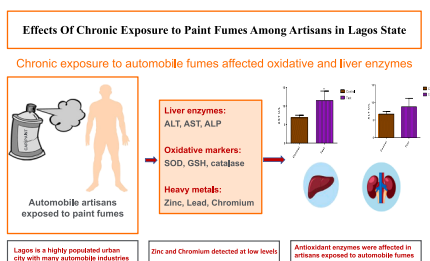 Effects Of Chronic Exposure to Paint Fumes Among Artisans in Lagos State
Chronic exposure to automobile fumes affected oxidative and liver enzymes
Automobile artisans
exposed to paint fumes
Liver enzymes:
ALT, AST, ALP
Oxidative markers:
SOD, GSH, catalase
Heavy metals:
Zinc, Lead, Chromium
Lagos is a highly populated urban
city with many automobile industries
Zinc and Chromium detected at low levels
Antioxidant enzymes were affected in
artisans exposed to automobile fumes